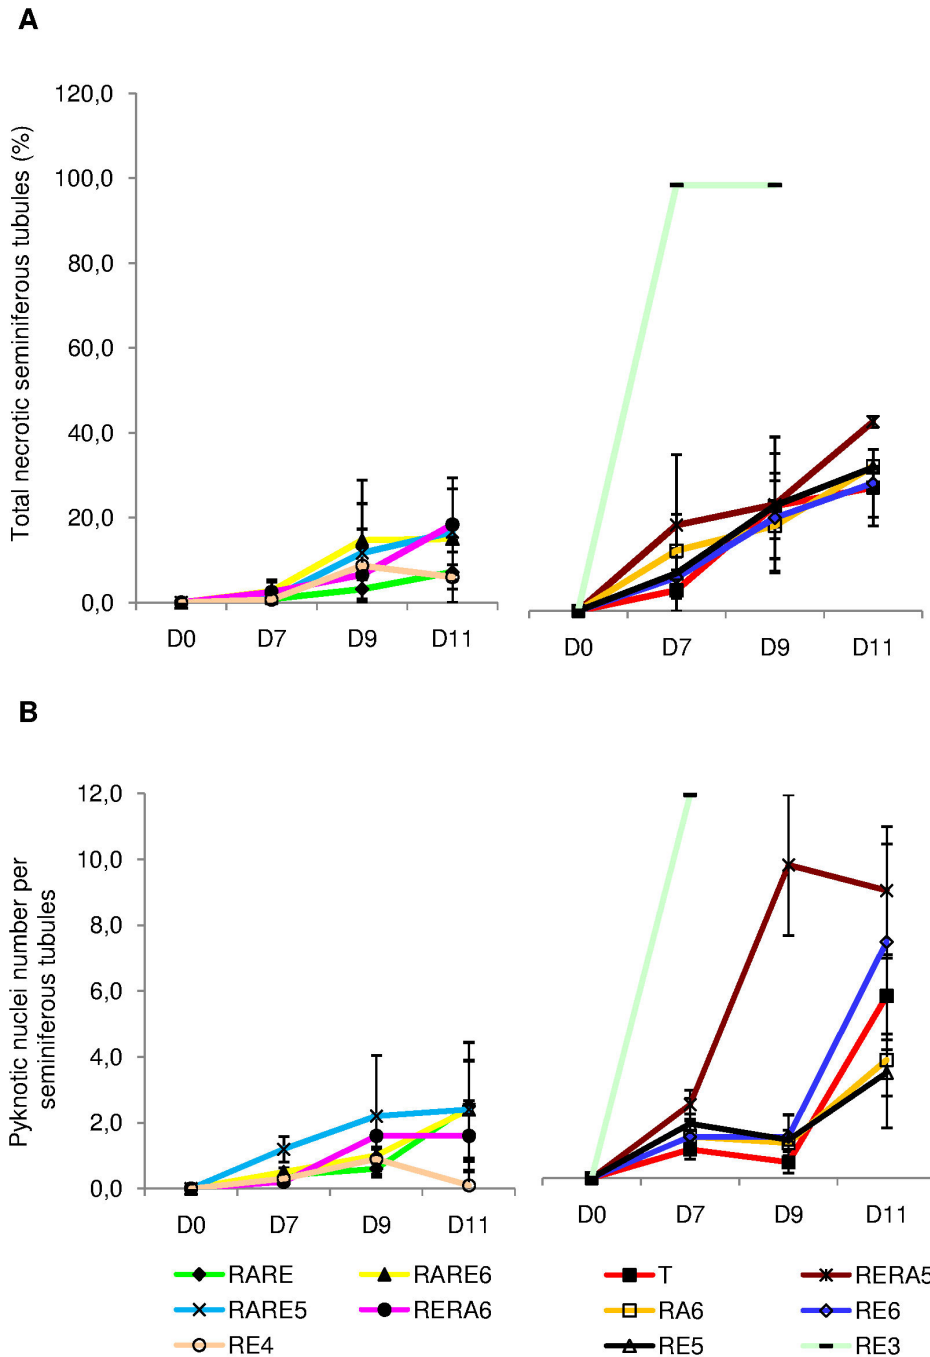 A
Total necrotic seminiferous tubules (%)
120,0
100,0
80,0
60,0
40,0
20,0
0,0
D0 D7 D9 D11
D0 D7 D9 D11
B
Pyknotic nuclei number per
seminiferous tubules
12,0
10,0
8,0
6,0
4,0
2,0
0,0
D0 D7 D9 D11
D0 D7 D9 D11
RARE RARE6
RARE5 RERA6
RE4
T RERA5
RA6 RE6
RE5 RE3